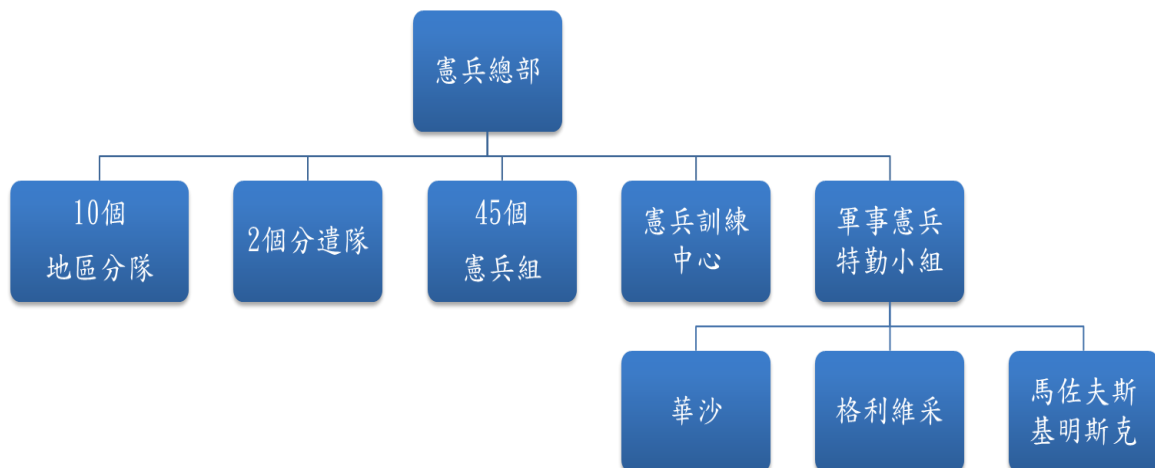 憲兵總部
10個
地區分隊
2個分遣隊
45個
憲兵組
憲兵訓練
中心
軍事憲兵
特勤小組
華沙
格利維采
馬佐夫斯
基明斯克